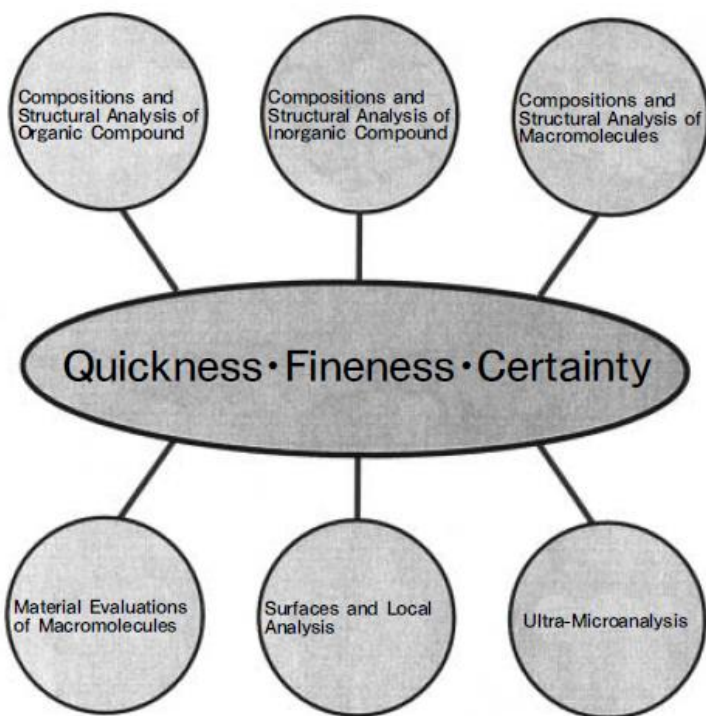 Compositions and
Structural Analysis of
Organic Compound
Compositions and
Structural Analysis of
Inorganic Compound
Compositions and
Structural Analysis of
Macromolecules
Quickness・Fineness・Certainty
Material Evaluations
of Macromolecules
Surfaces and Local
Analysis
Ultra-Microanalysis